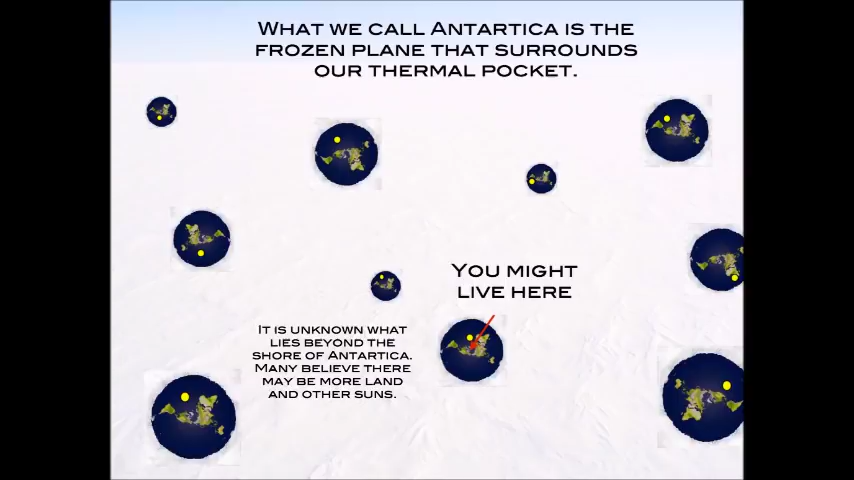 What we call Antartica is the
frozen plane that surrounds
our thermal pocket.
You might
live here
It is unknown what
lies beyond the
shore of Antartica.
Many believe there
may be more land
and other suns.